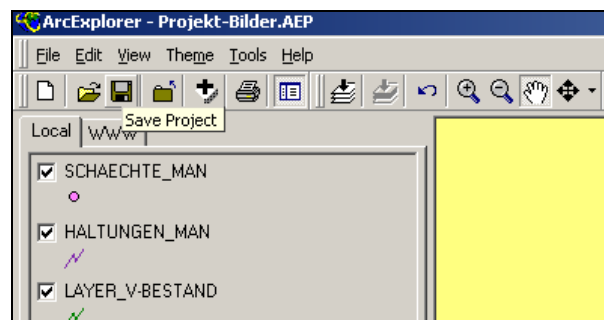 ArcExplorer - Projekt-Bilder.AEP
File Edit View Theme Tools Help
Save Project
Local WWW
SCHAECHTE_MAN
HALTUNGEN_MAN
LAYER_V-BESTAND